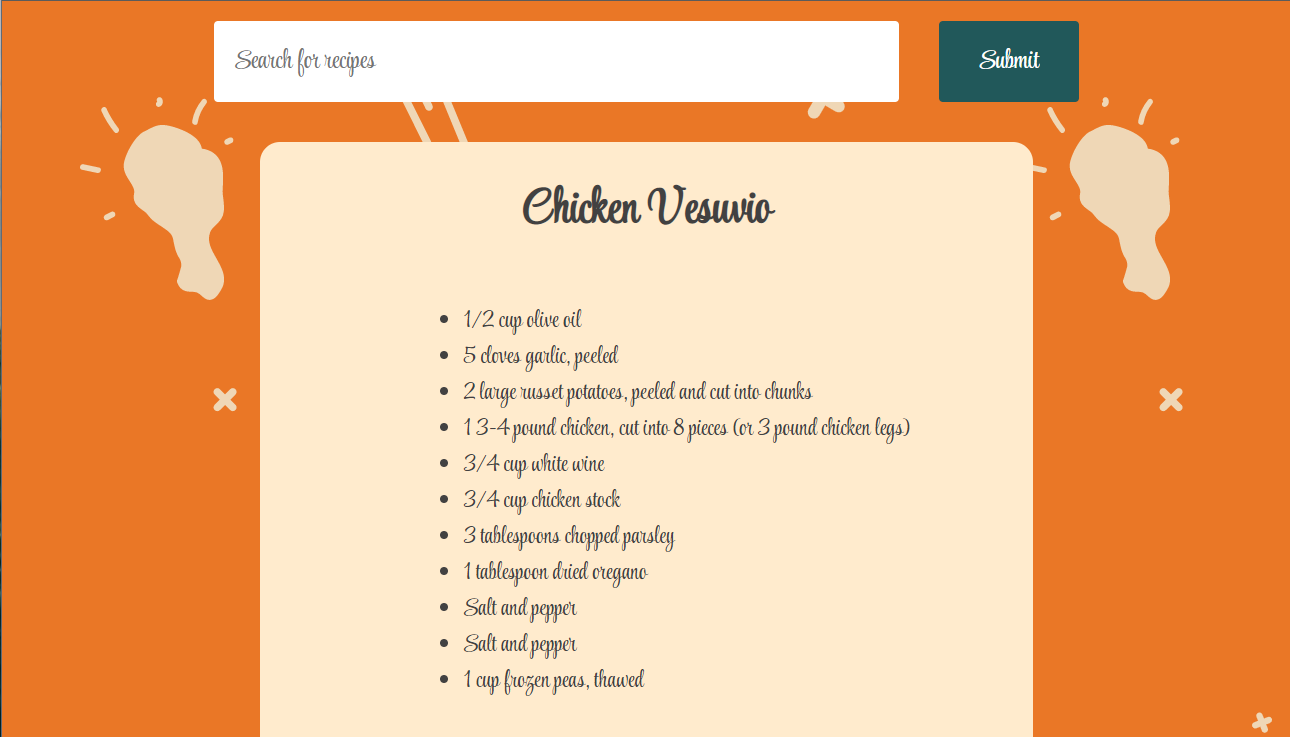 Search for recipes
Submit
Chicken Vesuvio
1/2 cup olive oil
5 cloves garlic, peeled
2 large russet potatoes, peeled and cut into chunks
1 3-4 pound chicken, cut into 8 pieces (or 3 pound chicken legs)
3/4 cup white wine
3/4 cup chicken stock
3 tablespoons chopped parsley
1 tablespoon dried oregano
Salt and pepper
Salt and pepper
1 cup frozen peas, thawed